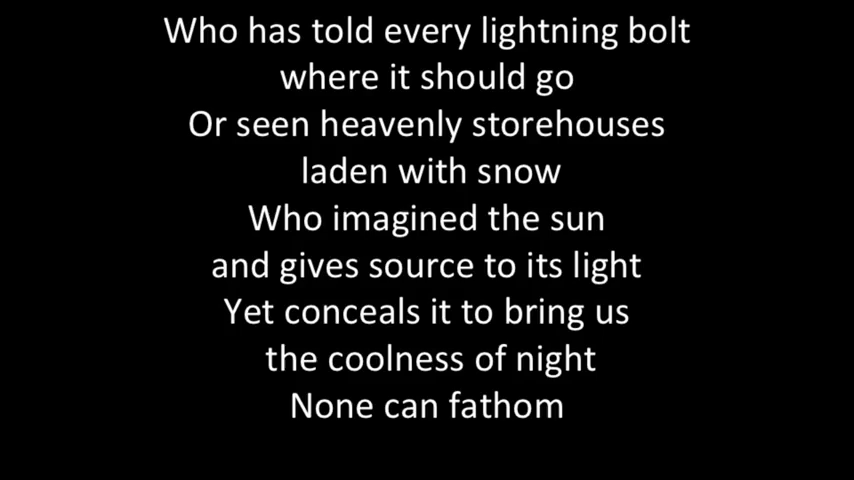 Who has told every lightning bolt
where it should go
Or seen heavenly storehouses
laden with snow
Who imagined the sun
and gives source to its light
Yet conceals it to bring us
the coolness of night
None can fathom